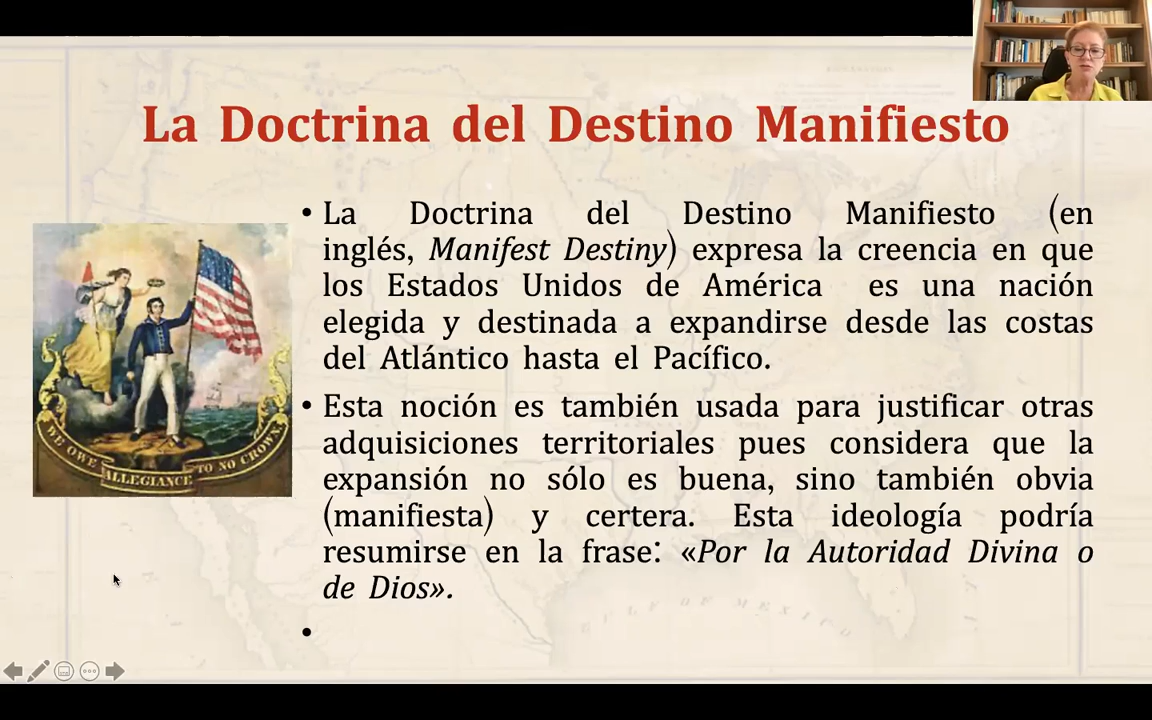 La Doctrina del Destino Manifiesto
• La Doctrina del Destino Manifiesto (en
inglés, Manifest Destiny) expresa la creencia en que
los Estados Unidos de América es una nación
elegida y destinada a expandirse desde las costas
del Atlántico hasta el Pacífico.
• Esta noción es también usada para justificar otras
adquisiciones territoriales pues considera que la
expansión no sólo es buena, sino también obvia
(manifiesta) y certera. Esta ideología podría
resumirse en la frase: «Por la Autoridad Divina o
de Dios».
•
WE OWE ALLEGIANCE TO NO CROWN.
GULF OF MEXICO